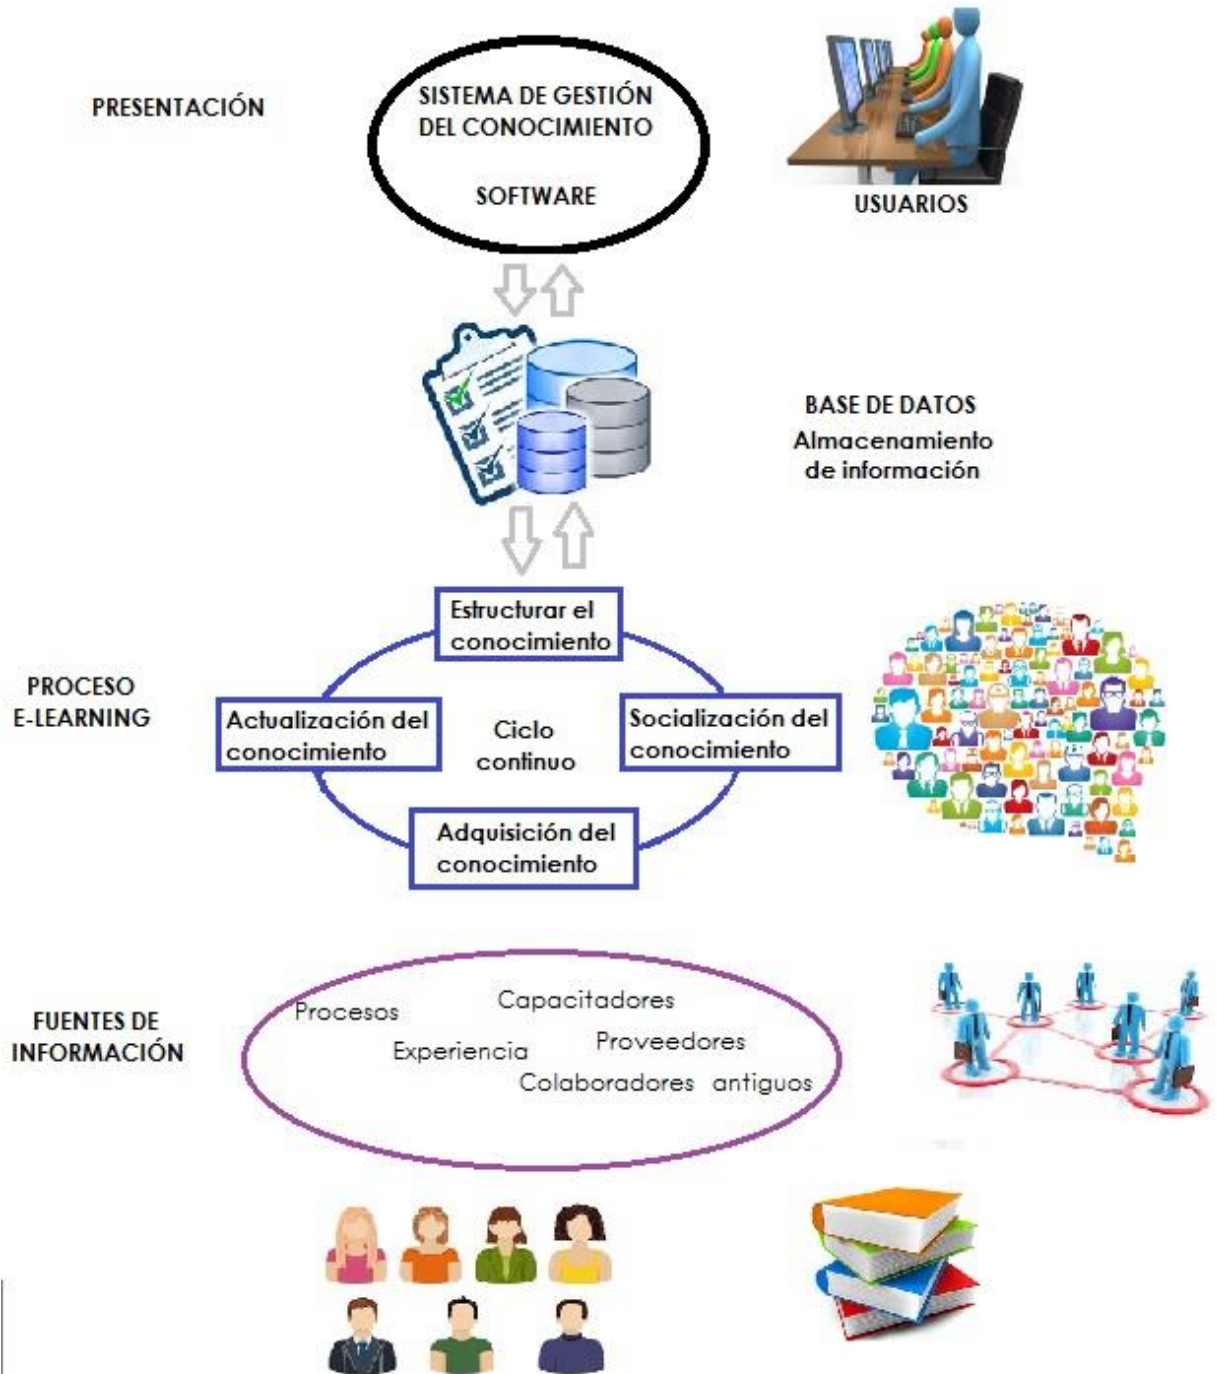 PRESENTACIÓN
SISTEMA DE GESTIÓN
DEL CONOCIMIENTO
SOFTWARE
USUARIOS
BASE DE DATOS
Almacenamiento
de información
PROCESO
E-LEARNING
Estructurar el
conocimiento
Actualización del
conocimiento
Ciclo
continuo
Socialización del
conocimiento
Adquisición del
conocimiento
FUENTES DE
INFORMACIÓN
Procesos
Capacitadores
Experiencia
Proveedores
Colaboradores antiguos